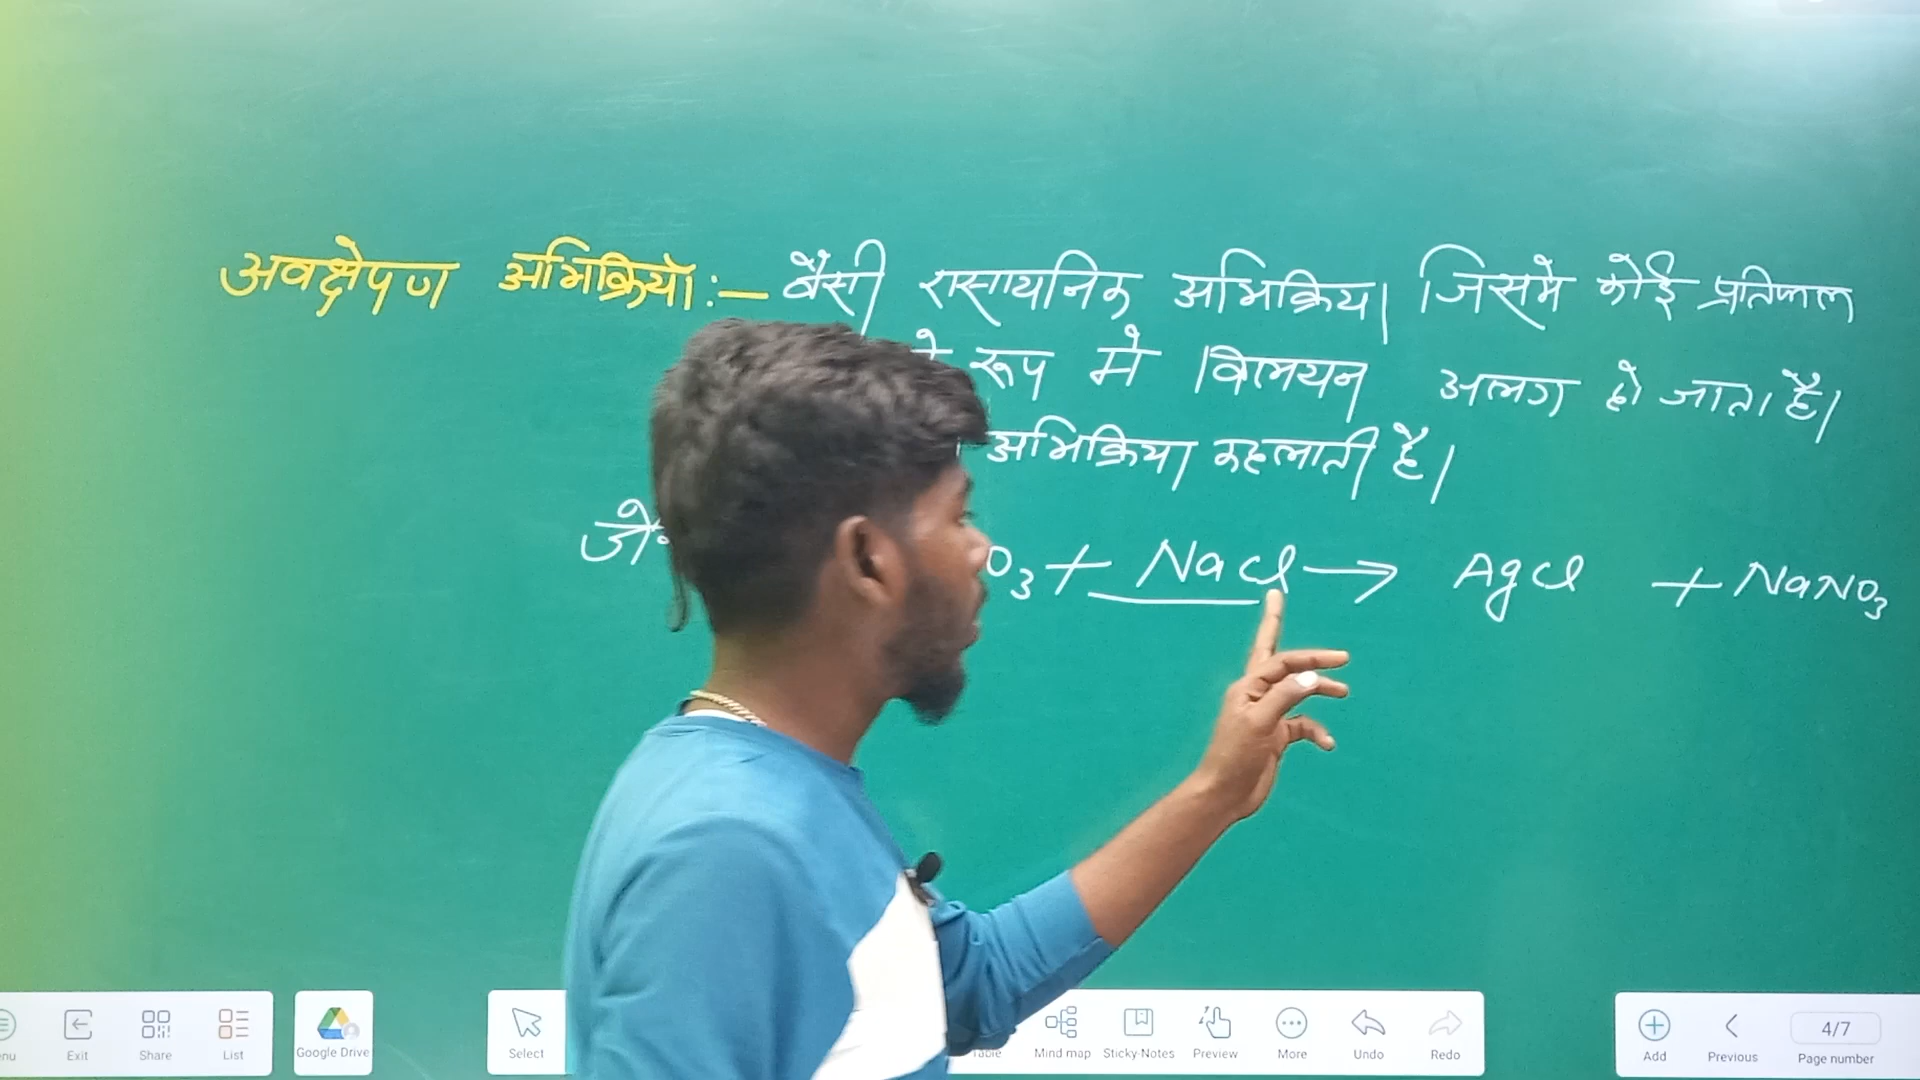 अवक्षेपण अभिक्रिया :— वैसी रासायनिक अभिक्रिया जिसमे कोई प्रतिफल
रूप मे विलयन अलग हो जाता है।
अभिक्रिया कहलाती है।
जै
O₃ + NaCl → AgCl + NaNO₃
Exit Share List Google Drive Select Mind map Sticky-Notes Preview More Undo Redo Add Previous 4/7 Page number